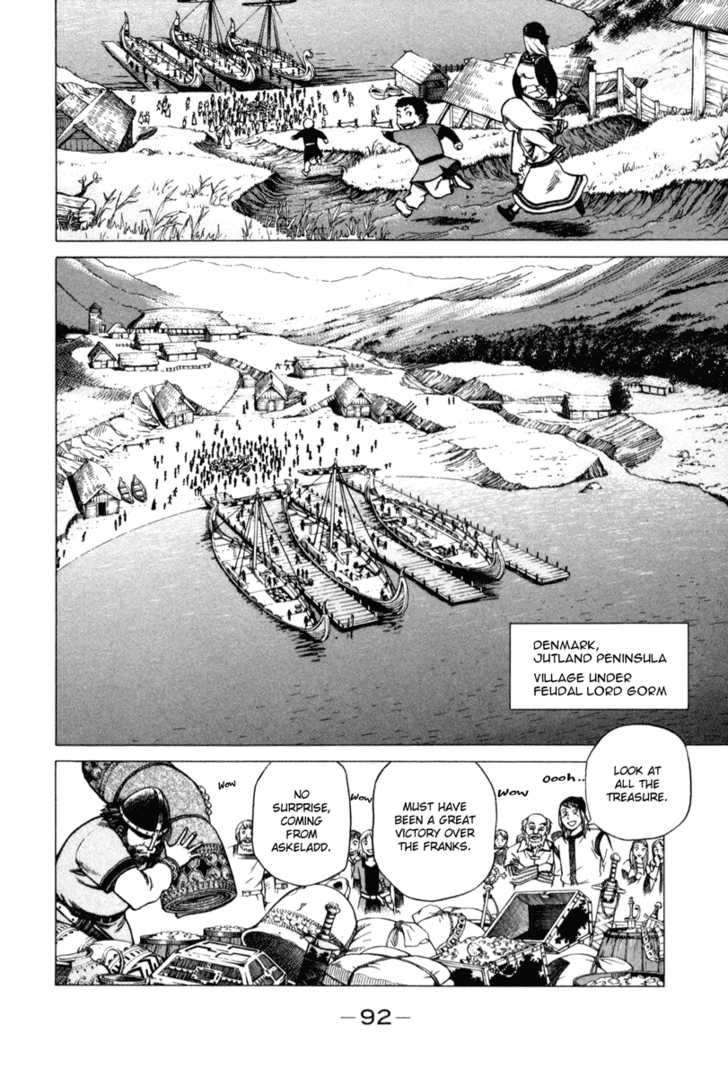 DENMARK,
JUTLAND PENINSULA
VILLAGE UNDER
FEUDAL LORD GORM
LOOK AT
ALL THE
TREASURE.
Oooh...
Wow
MUST HAVE
BEEN A GREAT
VICTORY OVER
THE FRANKS.
Wow
NO
SURPRISE,
COMING
FROM
ASKELADD.
Wow
—92—